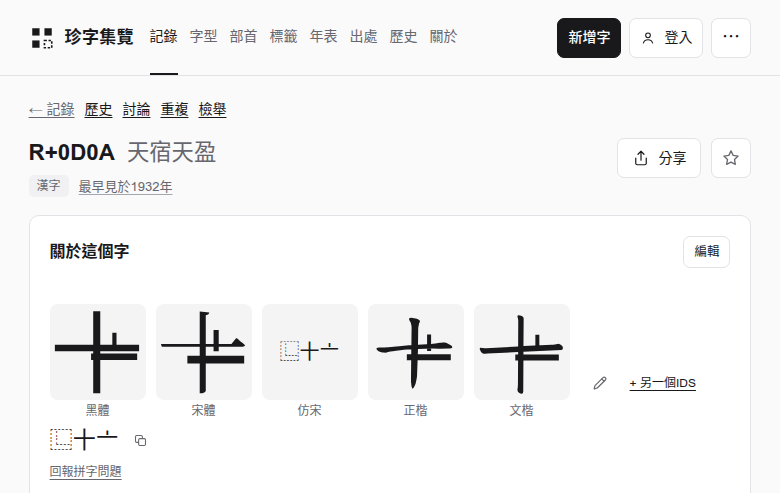 珍字集覽 記錄 字型 部首 標籤 年表 出處 歷史 關於 新增字 登入 ⋯
← 記錄 歷史 討論 重複 檢舉
R+0D0A 天宿天盈
分享
漢字 最早見於1932年
關於這個字
編輯
⿺十亠
黑體 宋體 仿宋 正楷 文楷
+ 另一個IDS
⿺十亠
回報拼字問題